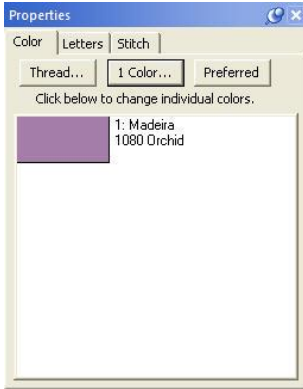 Properties
Color Letters Stitch
Thread... 1 Color... Preferred
Click below to change individual colors.
1: Madeira
1080 Orchid